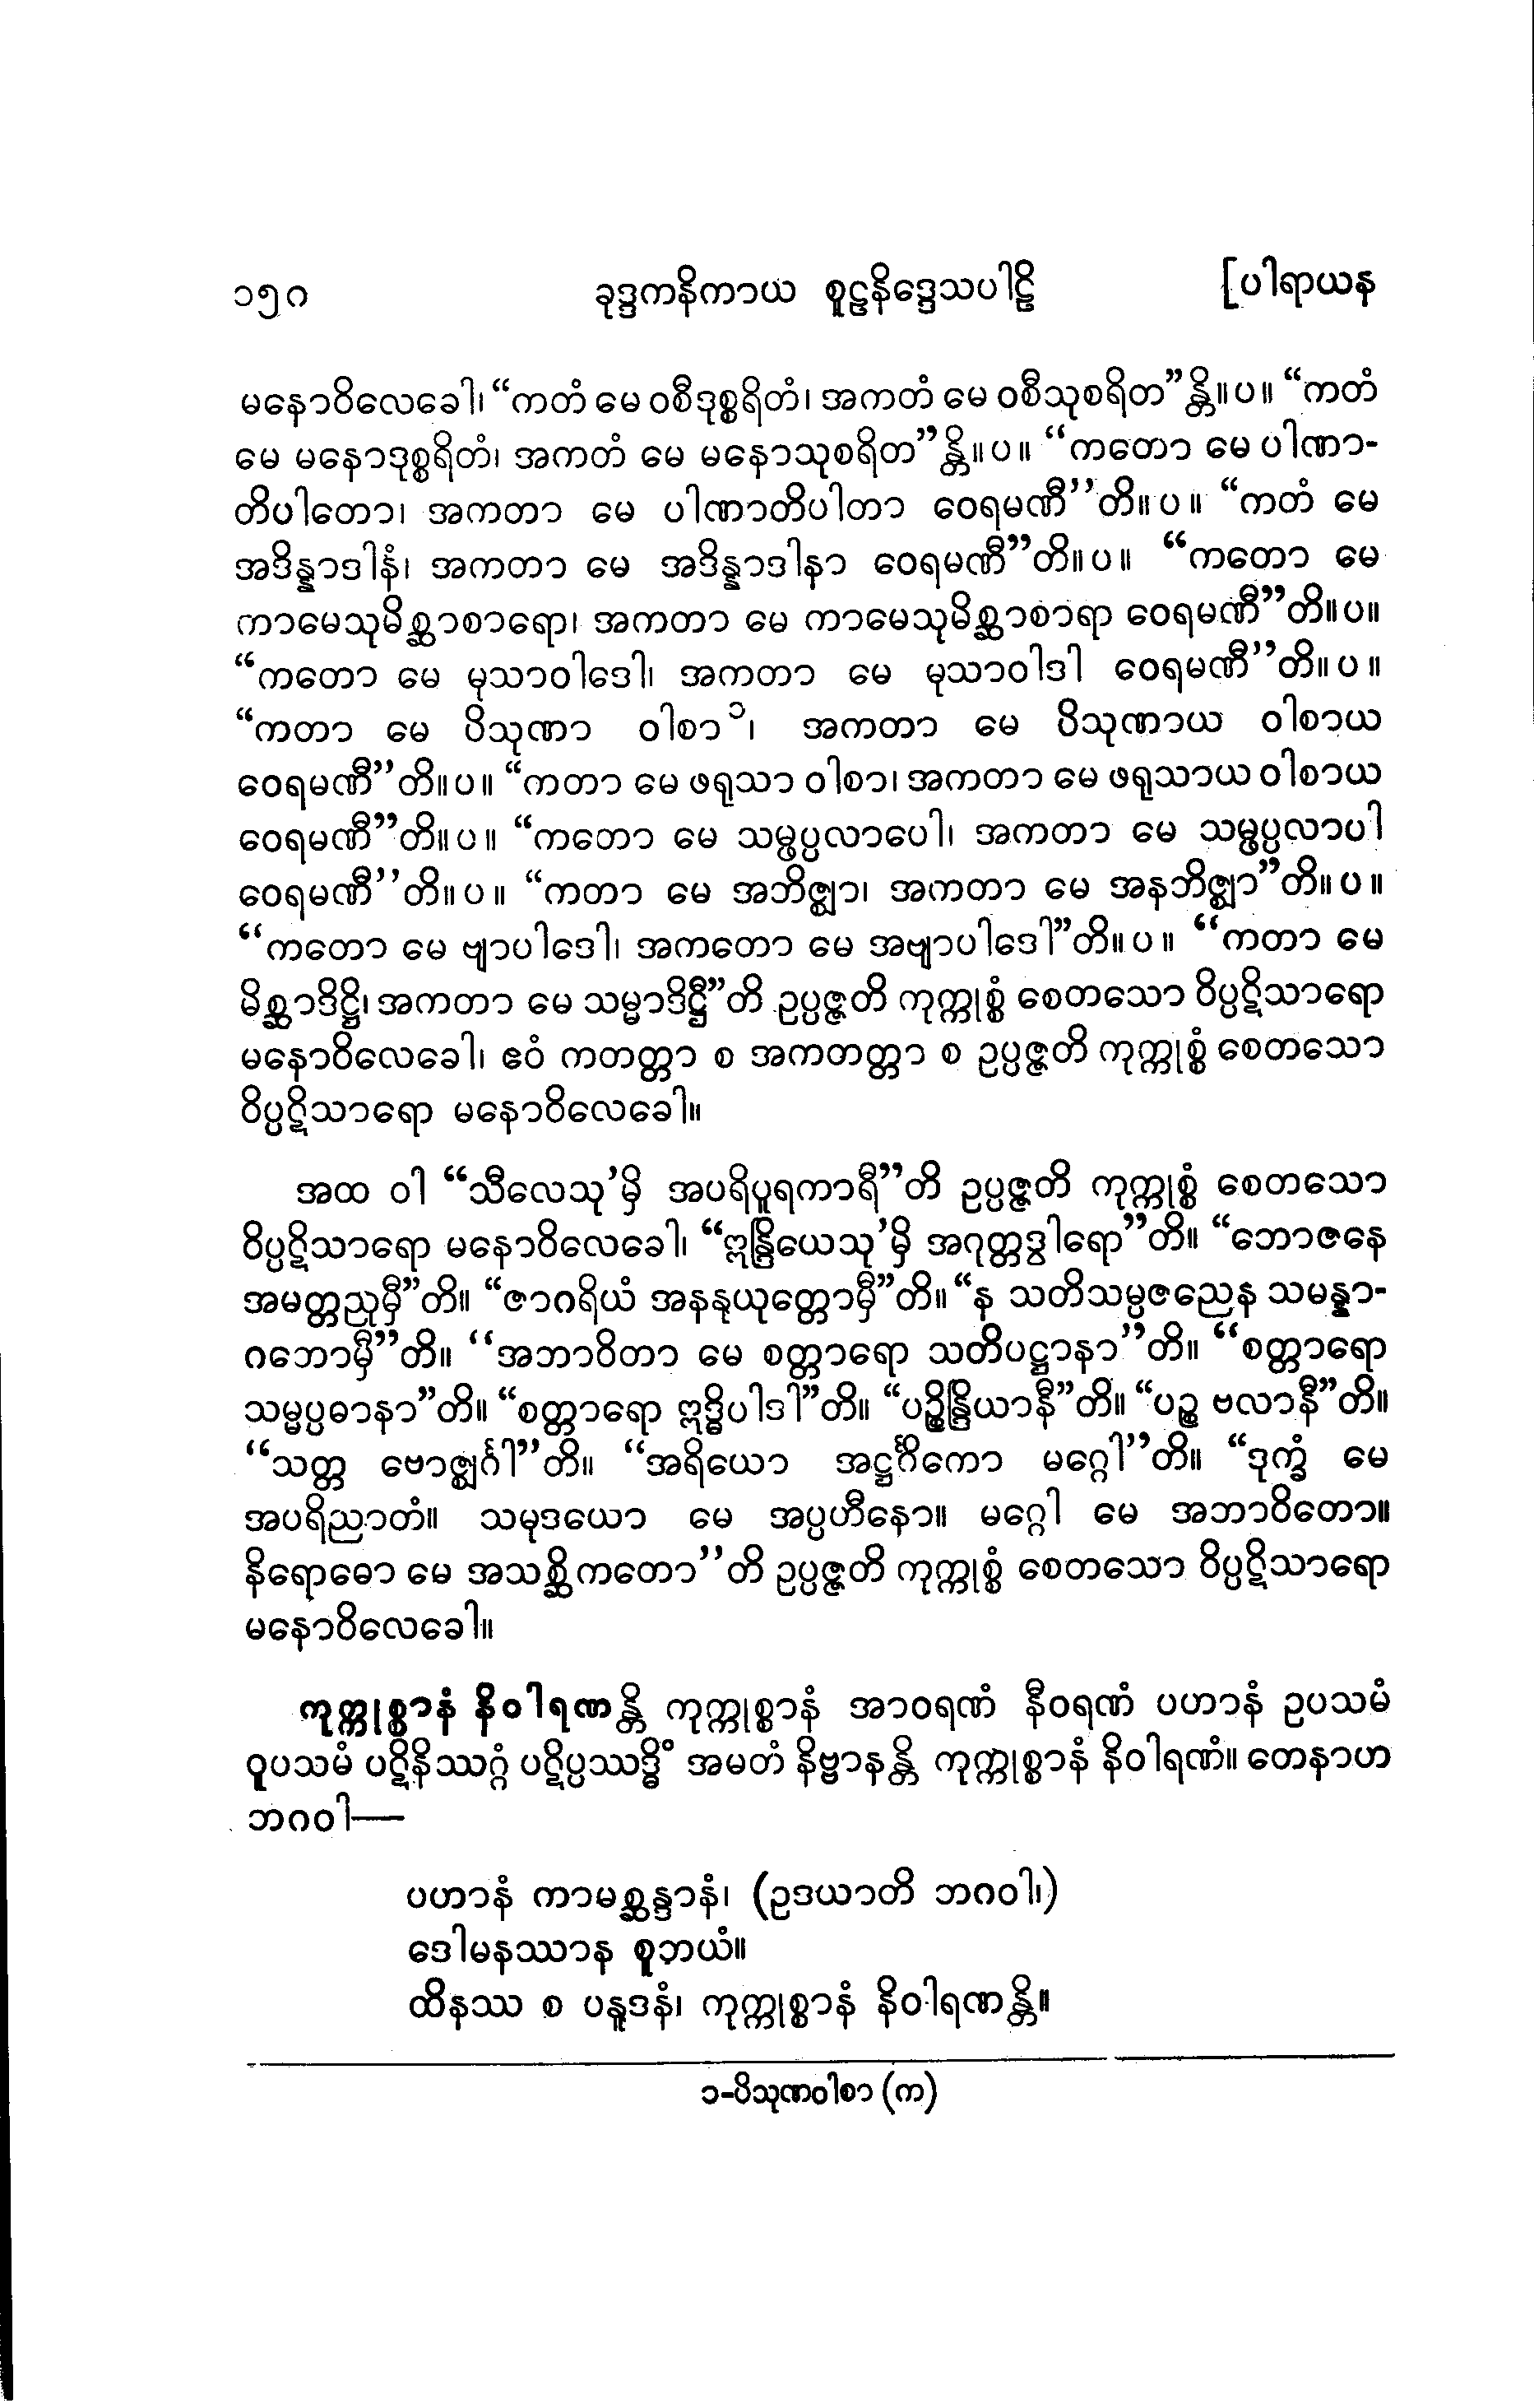 ၁၅၈ ခုဒ္ဒကနိကာယ စူဠနိဒ္ဒေသပါဠိ [ပါရာယန
မနောဝိလေခေါ၊ “ကတံ မေ ဝစီဒုစ္စရိတံ၊ အကတံ မေ ဝစီသုစရိတ”န္တိ။ပ။ “ကတံ
မေ မနောဒုစ္စရိတံ၊ အကတံ မေ မနောသုစရိတ”န္တိ။ပ။ “ကတော မေ ပါဏာ-
တိပါတော၊ အကတာ မေ ပါဏာတိပါတာ ဝေရမဏီ”တိ။ပ။ “ကတံ မေ
အဒိန္နာဒါနံ၊ အကတာ မေ အဒိန္နာဒါနာ ဝေရမဏီ”တိ။ပ။ “ကတော မေ
ကာမေသုမိစ္ဆာစာရော၊ အကတာ မေ ကာမေသုမိစ္ဆာစာရာ ဝေရမဏီ”တိ။ပ။
“ကတော မေ မုသာဝါဒေါ၊ အကတာ မေ မုသာဝါဒါ ဝေရမဏီ”တိ။ပ။
“ကတာ မေ ပိသုဏာ ဝါစာ၁၊ အကတာ မေ ပိသုဏာယ ဝါစာယ
ဝေရမဏီ”တိ။ပ။ “ကတာ မေ ဖရုသာ ဝါစာ၊ အကတာ မေ ဖရုသာယ ဝါစာယ
ဝေရမဏီ”တိ။ပ။ “ကတော မေ သမ္ဖပ္ပလာပေါ၊ အကတာ မေ သမ္ဖပ္ပလာပါ
ဝေရမဏီ”တိ။ပ။ “ကတာ မေ အဘိဇ္ဈာ၊ အကတာ မေ အနဘိဇ္ဈာ”တိ။ပ။
“ကတော မေ ဗျာပါဒေါ၊ အကတော မေ အဗျာပါဒေါ”တိ။ပ။ “ကတာ မေ
မိစ္ဆာဒိဋ္ဌိ၊ အကတာ မေ သမ္မာဒိဋ္ဌီ”တိ ဥပ္ပဇ္ဇတိ ကုက္ကုစ္စံ စေတသော ဝိပ္ပဋိသာရော
မနောဝိလေခေါ၊ ဧဝံ ကတတ္တာ စ အကတတ္တာ စ ဥပ္ပဇ္ဇတိ ကုက္ကုစ္စံ စေတသော
ဝိပ္ပဋိသာရော မနောဝိလေခေါ။
အထ ဝါ “သီလေသု’မှိ အပရိပူရကာရီ”တိ ဥပ္ပဇ္ဇတိ ကုက္ကုစ္စံ စေတသော
ဝိပ္ပဋိသာရော မနောဝိလေခေါ၊ “ဣန္ဒြိယေသု’မှိ အဂုတ္တဒွါရော”တိ။ “ဘောဇနေ
အမတ္တညုမှီ”တိ။ “ဇာဂရိယံ အနနုယုတ္တောမှီ”တိ။ “န သတိသမ္ပဇညေန သမန္နာ-
ဂတောမှီ”တိ။ “အဘာဝိတာ မေ စတ္တာရော သတိပဋ္ဌာနာ”တိ။ “စတ္တာရော
သမ္မပ္ပဓာနာ”တိ။ “စတ္တာရော ဣဒ္ဓိပါဒါ”တိ။ “ပဉ္စိန္ဒြိယာနီ”တိ။ “ပဉ္စ ဗလာနီ”တိ။
“သတ္တ ဗောဇ္ဈင်္ဂါ”တိ။ “အရိယော အဋ္ဌင်္ဂိကော မဂ္ဂေါ”တိ။ “ဒုက္ခံ မေ
အပရိညာတံ။ သမုဒယော မေ အပ္ပဟီနော။ မဂ္ဂေါ မေ အဘာဝိတော။
နိရောဓော မေ အသစ္ဆိကတော”တိ ဥပ္ပဇ္ဇတိ ကုက္ကုစ္စံ စေတသော ဝိပ္ပဋိသာရော
မနောဝိလေခေါ။
ကုက္ကုစ္စာနံ နိဝါရဏန္တိ ကုက္ကုစ္စာနံ အာဝရဏံ နီဝရဏံ ပဟာနံ ဥပသမံ
ဝူပသမံ ပဋိနိဿဂ္ဂံ ပဋိပ္ပဿဒ္ဓိံ အမတံ နိဗ္ဗာနန္တိ ကုက္ကုစ္စာနံ နိဝါရဏံ။ တေနာဟ
ဘဂဝါ—
ပဟာနံ ကာမစ္ဆန္ဒာနံ၊ (ဥဒယာတိ ဘဂဝါ၊)
ဒေါမနဿာန စူဘယံ။
ထိနဿ စ ပနူဒနံ၊ ကုက္ကုစ္စာနံ နိဝါရဏန္တိ။
၁-ပိသုဏဝါစာ (က)